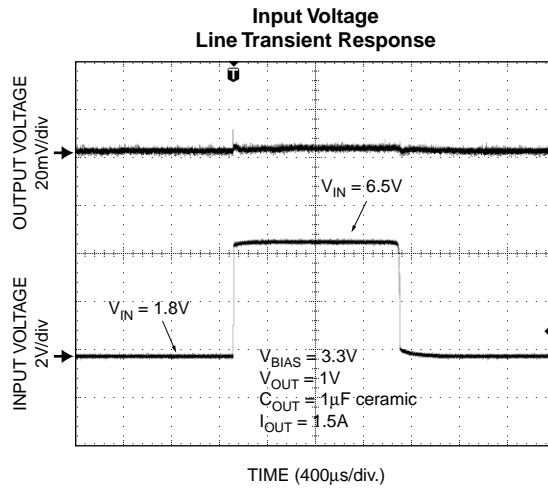 Input Voltage
Line Transient Response
T
OUTPUT VOLTAGE
20mV/div
V_IN = 6.5V
INPUT VOLTAGE
2V/div
V_IN = 1.8V
V_BIAS = 3.3V
V_OUT = 1V
C_OUT = 1μF ceramic
I_OUT = 1.5A
TIME (400μs/div.)